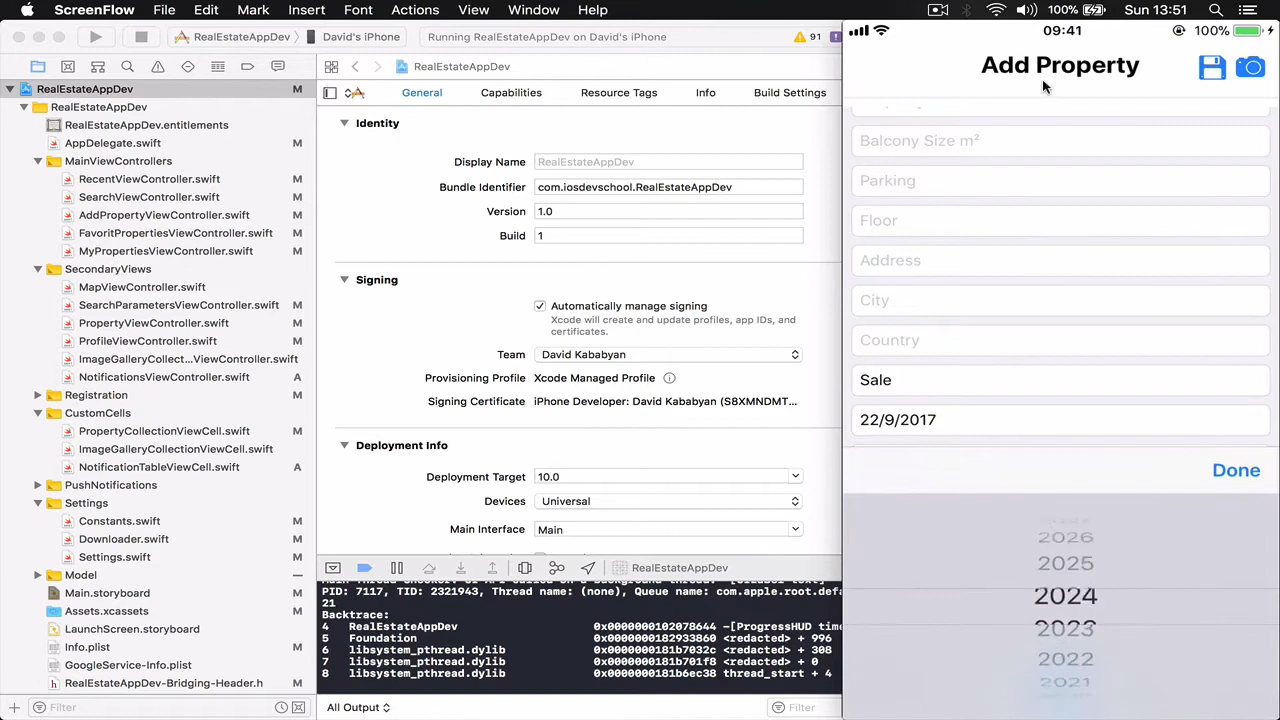 ScreenFlow File Edit Mark Insert Font Actions View Window Help 100% Sun 13:51
RealEstateAppDev David's iPhone Running RealEstateAppDev on David's iPhone 91
RealEstateAppDev M
RealEstateAppDev
RealEstateAppDev.entitlements
AppDelegate.swift M
MainViewControllers
RecentViewController.swift M
SearchViewController.swift M
AddPropertyViewController.swift M
FavoritPropertiesViewController.swift M
MyPropertiesViewController.swift M
SecondaryViews
MapViewController.swift M
SearchParametersViewController.swift M
PropertyViewController.swift M
ProfileViewController.swift M
ImageGalleryCollect...ViewController.swift M
NotificationsViewController.swift A
Registration
CustomCells
PropertyCollectionViewCell.swift M
ImageGalleryCollectionViewCell.swift M
NotificationTableViewCell.swift A
PushNotifications
Settings
Constants.swift M
Downloader.swift M
Settings.swift M
Model
Main.storyboard M
Assets.xcassets M
LaunchScreen.storyboard
Info.plist M
GoogleService-Info.plist
RealEstateAppDev-Bridging-Header.h M
Filter
RealEstateAppDev
General Capabilities Resource Tags Info Build Settings
Identity
Display Name RealEstateAppDev
Bundle Identifier com.iosdevschool.RealEstateAppDev
Version 1.0
Build 1
Signing
Automatically manage signing
Xcode will create and update profiles, app IDs, and
certificates.
Team David Kababyan
Provisioning Profile Xcode Managed Profile
Signing Certificate iPhone Developer: David Kababyan (S8XMNDMT...
Deployment Info
Deployment Target 10.0
Devices Universal
Main Interface Main
RealEstateAppDev
PID: 7117, TID: 2321943, Thread name: (none), Queue name: com.apple.root.defa
21
Backtrace:
4 RealEstateAppDev 0x0000000102078644 -[ProgressHUD time
5 Foundation 0x0000000182933860 <redacted> + 996
6 libsystem_pthread.dylib 0x0000000181b7032c <redacted> + 308
7 libsystem_pthread.dylib 0x0000000181b701f8 <redacted> + 0
8 libsystem_pthread.dylib 0x0000000181b6ec38 thread_start + 4
All Output Filter
09:41 100%
Add Property
Balcony Size m²
Parking
Floor
Address
City
Country
Sale
22/9/2017
Done
2026
2025
2024
2023
2022
2021